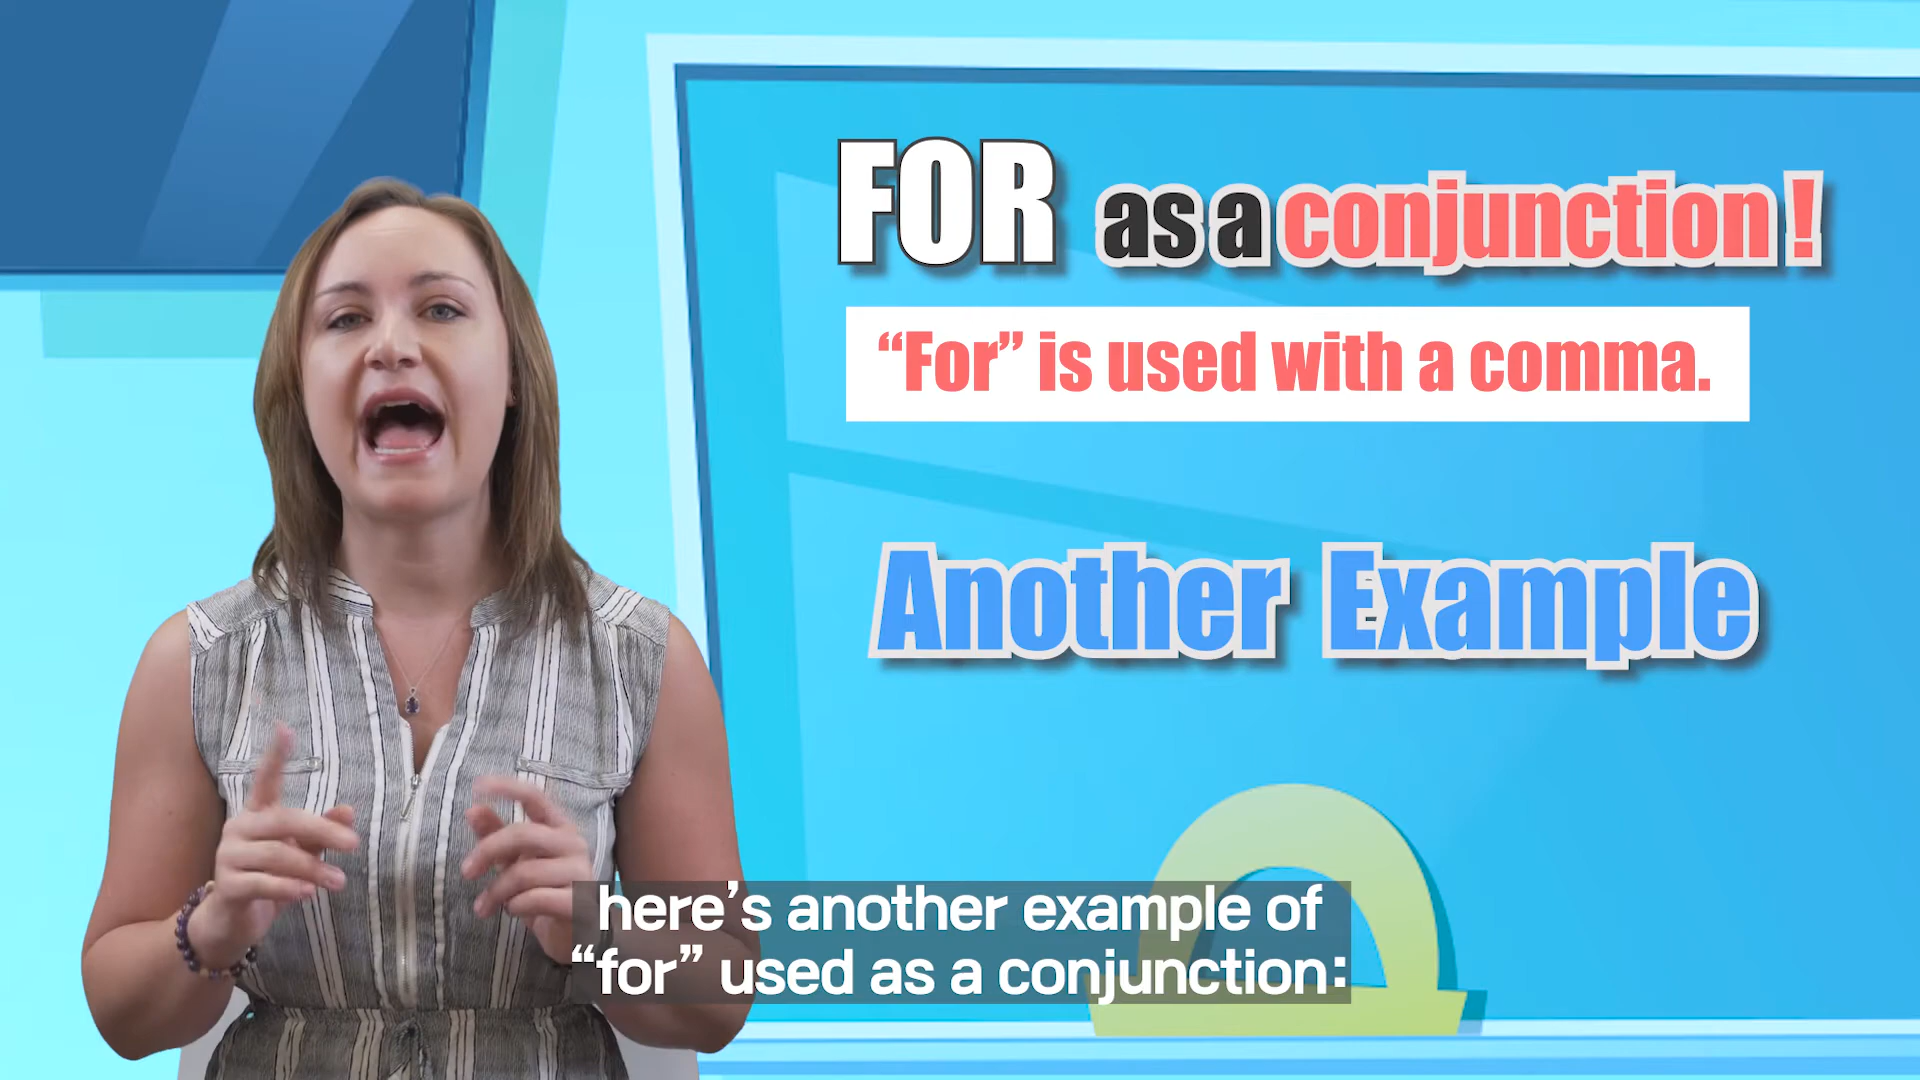 FOR as a conjunction!
“For” is used with a comma.
Another Example
here’s another example of
“for” used as a conjunction: